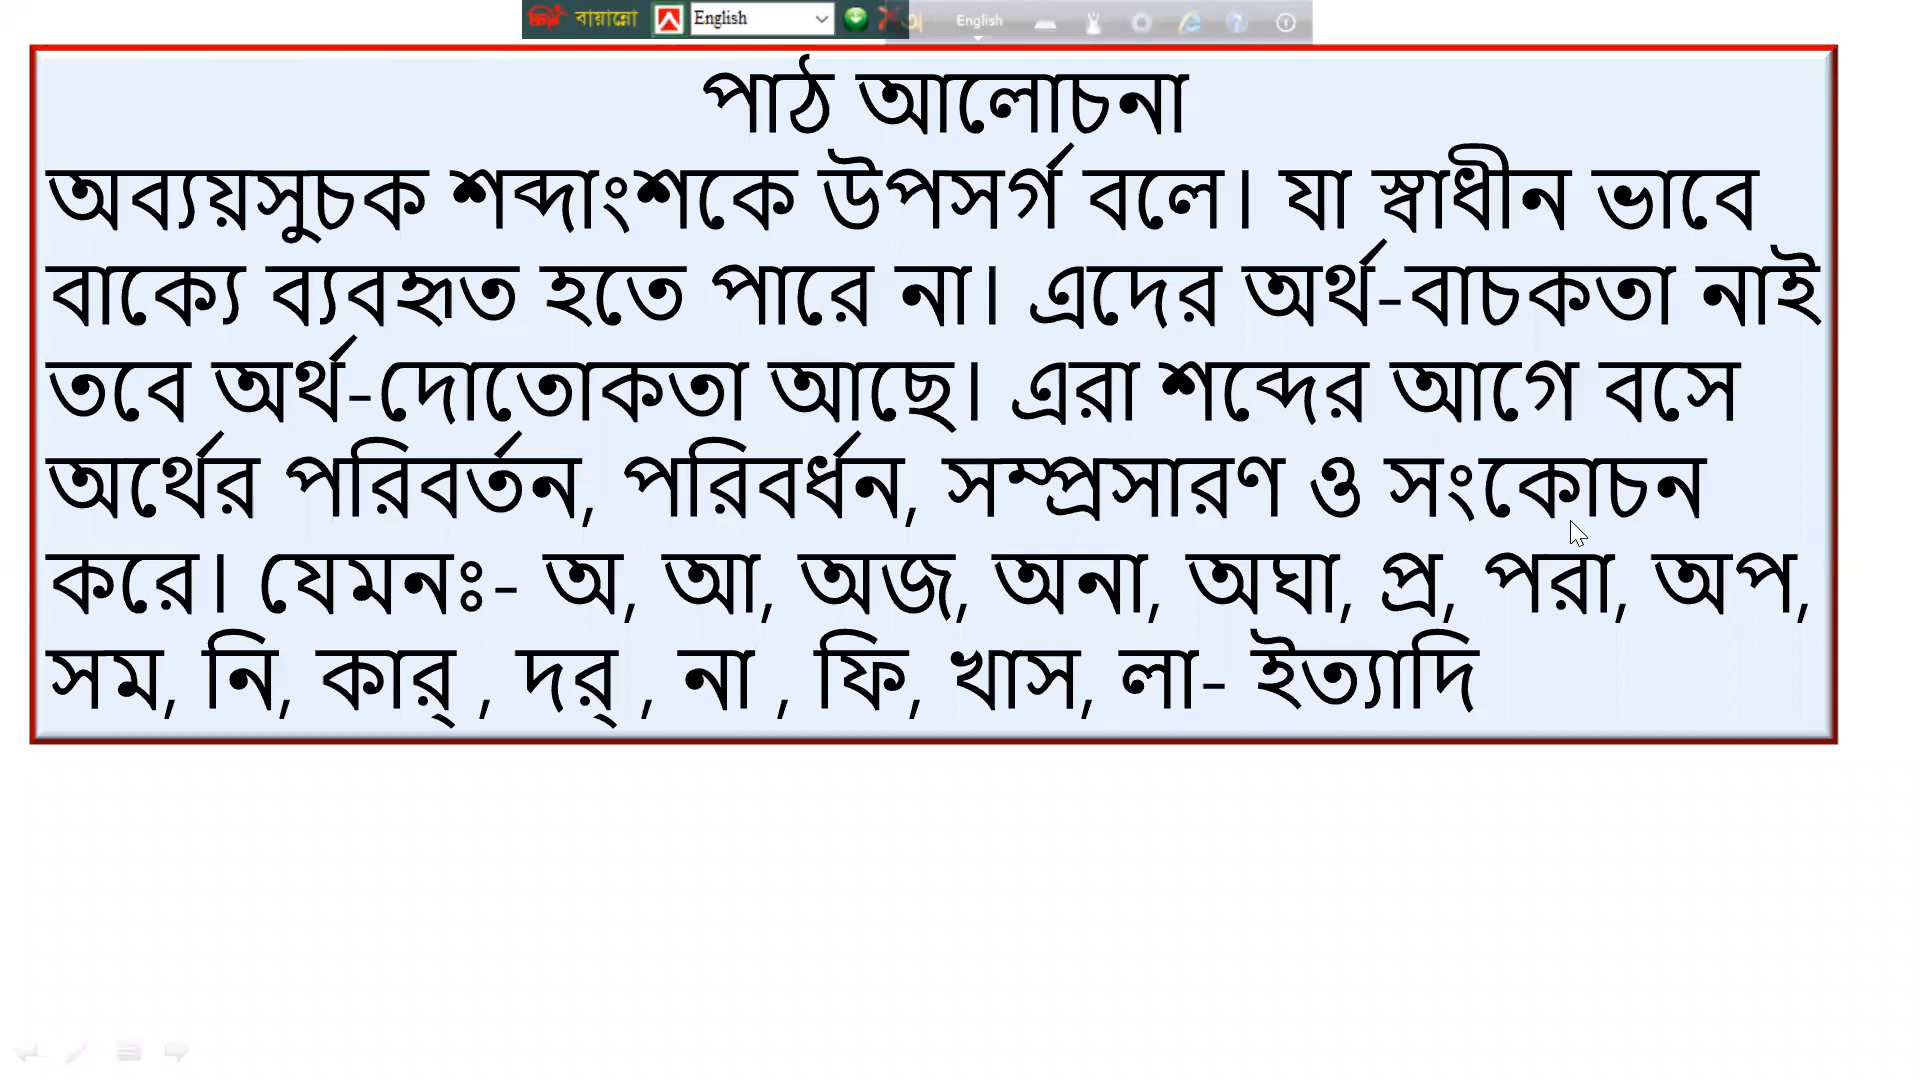 বায়ান্নো English English
পাঠ আলোচনা
অব্যয়সুচক শব্দাংশকে উপসর্গ বলে। যা স্বাধীন ভাবে
বাক্যে ব্যবহৃত হতে পারে না। এদের অর্থ-বাচকতা নাই
তবে অর্থ-দোতোকতা আছে। এরা শব্দের আগে বসে
অর্থের পরিবর্তন, পরিবর্ধন, সম্প্রসারণ ও সংকোচন
করে। যেমনঃ- অ, আ, অজ, অনা, অঘা, প্র, পরা, অপ,
সম, নি, কার্ , দর্ , না , ফি, খাস, লা- ইত্যাদি